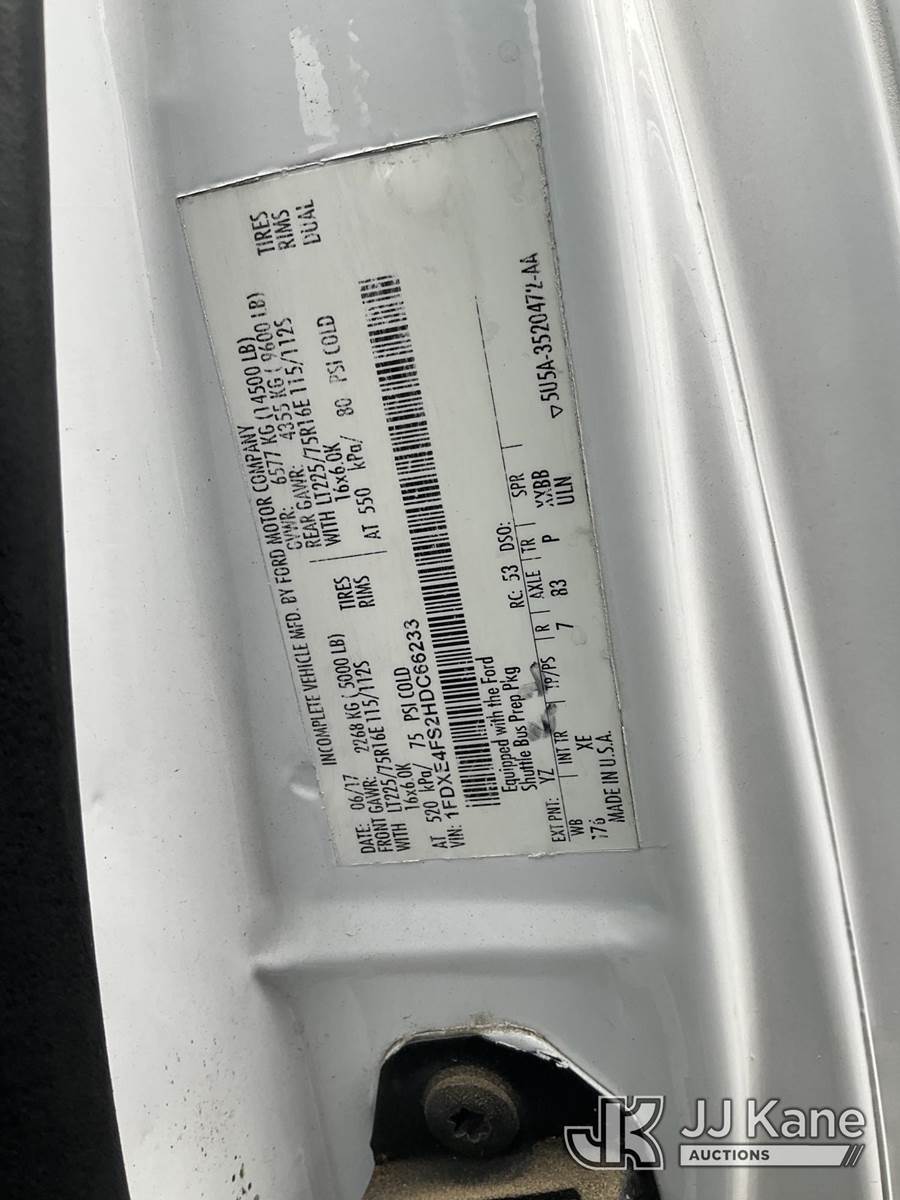 INCOMPLETE VEHICLE MFD. BY FORD MOTOR COMPANY
DATE: 06/17 GVWR: 6577 KG (14500 LB)
FRONT GAWR: 2268 KG ( 5000 LB) REAR GAWR: 4355 KG ( 9600 LB)
WITH LT225/75R16E 115/112S TIRES WITH LT225/75R16E 115/112S TIRES
16x6.0K RIMS 16x6.0K RIMS
AT 520 kPa/ 75 PSI COLD AT 550 kPa/ 80 PSI COLD DUAL
VIN: 1FDXE4FS2HDC66233
Equipped with the Ford
Shuttle Bus Prep Pkg
EXT PNT: YZ RC: 53 DSO:
WB INT TR TP/PS R AXLE TR SPR
176 XE 7 83 P BB
MADE IN U.S.A. ULN
5U5A-3520472-AA
JK JJ Kane
AUCTIONS